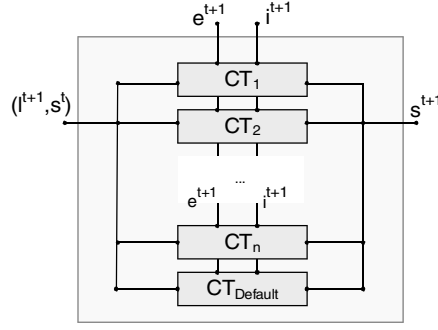 e^{t+1} i^{t+1}
CT_1
(I^{t+1},s^t) CT_2 s^{t+1}
...
e^{t+1} i^{t+1}
CT_n
CT_Default